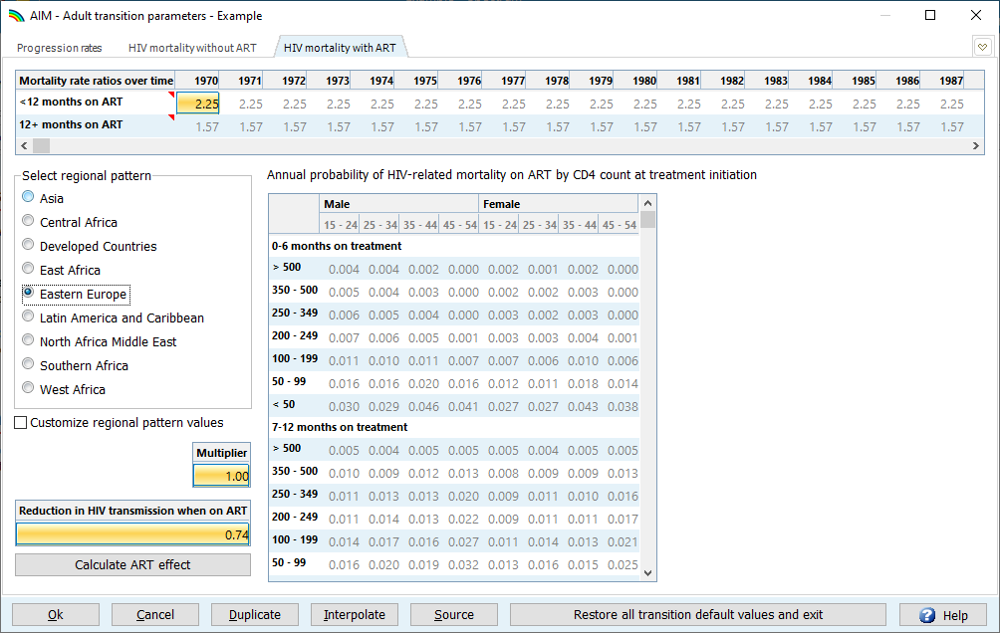 AIM - Adult transition parameters - Example
Progression rates HIV mortality without ART HIV mortality with ART
Mortality rate ratios over time 1970 1971 1972 1973 1974 1975 1976 1977 1978 1979 1980 1981 1982 1983 1984 1985 1986 1987
<12 months on ART 2.25 2.25 2.25 2.25 2.25 2.25 2.25 2.25 2.25 2.25 2.25 2.25 2.25 2.25 2.25 2.25 2.25 2.25
12+ months on ART 1.57 1.57 1.57 1.57 1.57 1.57 1.57 1.57 1.57 1.57 1.57 1.57 1.57 1.57 1.57 1.57 1.57 1.57
Select regional pattern
Asia
Central Africa
Developed Countries
East Africa
Eastern Europe
Latin America and Caribbean
North Africa Middle East
Southern Africa
West Africa
Customize regional pattern values
Multiplier
1.00
Reduction in HIV transmission when on ART
0.74
Calculate ART effect
Annual probability of HIV-related mortality on ART by CD4 count at treatment initiation
Male Female
15 - 24 25 - 34 35 - 44 45 - 54 15 - 24 25 - 34 35 - 44 45 - 54
0-6 months on treatment
> 500 0.004 0.004 0.002 0.000 0.002 0.001 0.002 0.000
350 - 500 0.005 0.004 0.003 0.000 0.002 0.002 0.003 0.000
250 - 349 0.006 0.005 0.004 0.000 0.003 0.002 0.003 0.000
200 - 249 0.007 0.006 0.005 0.001 0.003 0.003 0.004 0.001
100 - 199 0.011 0.010 0.011 0.007 0.007 0.006 0.010 0.006
50 - 99 0.016 0.016 0.020 0.016 0.012 0.011 0.018 0.014
< 50 0.030 0.029 0.046 0.041 0.027 0.027 0.043 0.038
7-12 months on treatment
> 500 0.005 0.004 0.005 0.005 0.005 0.004 0.005 0.005
350 - 500 0.010 0.009 0.012 0.013 0.008 0.009 0.009 0.013
250 - 349 0.011 0.013 0.013 0.020 0.009 0.011 0.010 0.016
200 - 249 0.011 0.014 0.013 0.022 0.009 0.011 0.011 0.017
100 - 199 0.014 0.017 0.016 0.027 0.011 0.014 0.013 0.021
50 - 99 0.016 0.020 0.019 0.032 0.013 0.016 0.015 0.025
Ok Cancel Duplicate Interpolate Source Restore all transition default values and exit Help